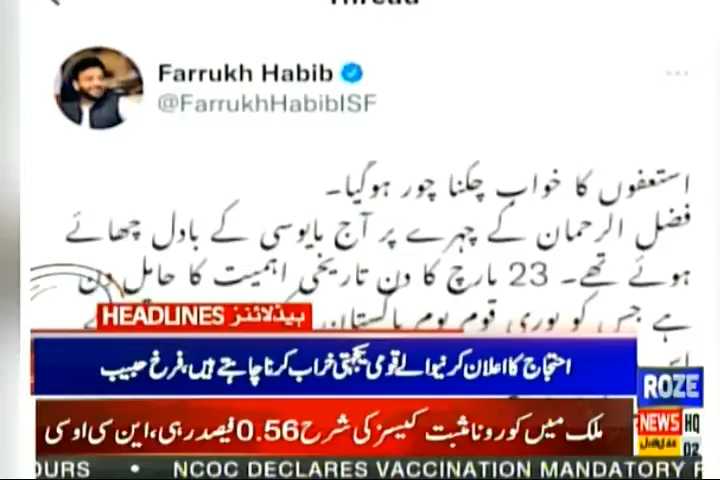 Thread
Farrukh Habib
@FarrukhHabibISF
استعفوں کا خواب چکنا چور ہوگیا۔
فضل الرحمان کے چہرے پر آج مایوسی کے بادل چھائے
ہوئے تھے۔ 23 مارچ کا دن تاریخی اہمیت کا حامل دن
ہے جس کو پوری قوم یوم پاکستان
HEADLINES ہیڈلائنز
احتجاج کا اعلان کرنیوالے قومی یکجہتی خراب کرنا چاہتے ہیں، فرخ حبیب
ملک میں کورونا مثبت کیسز کی شرح 0.56 فیصد رہی، این سی او سی
ROZE
NEWS HQ
02
OURS • NCOC DECLARES VACCINATION MANDATORY F